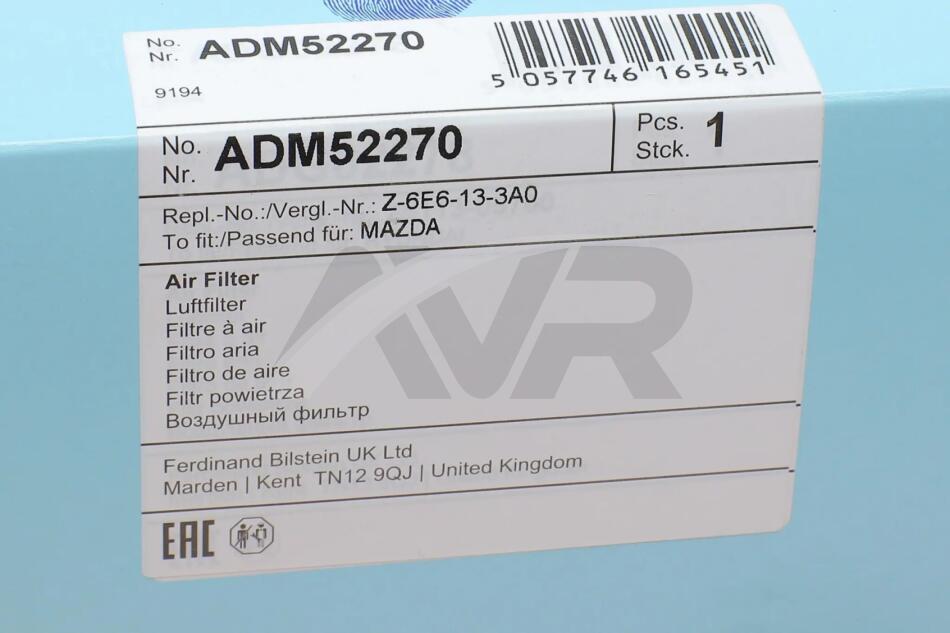 No.
Nr. ADM52270
5 057746 165451
9194
No.
Nr. ADM52270
Pcs.
Stck. 1
Repl.-No.:/Vergl.-Nr.: Z-6E6-13-3A0
To fit:/Passend für: MAZDA
Air Filter
Luftfilter
Filtre à air
Filtro aria
Filtro de aire
Filtr powietrza
Воздушный фильтр
AVR
Ferdinand Bilstein UK Ltd
Marden | Kent TN12 9QJ | United Kingdom
EAC